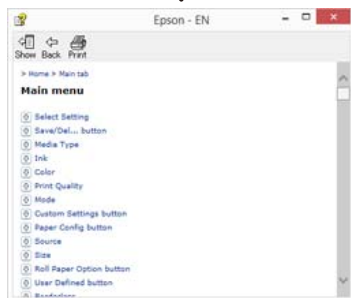 Epson - EN
Show Back Print
> Home > Main tab
Main menu
Select Setting
Save/Del... button
Media Type
Ink
Color
Print Quality
Mode
Custom Settings button
Paper Config button
Source
Size
Roll Paper Option button
User Defined button
Borderless